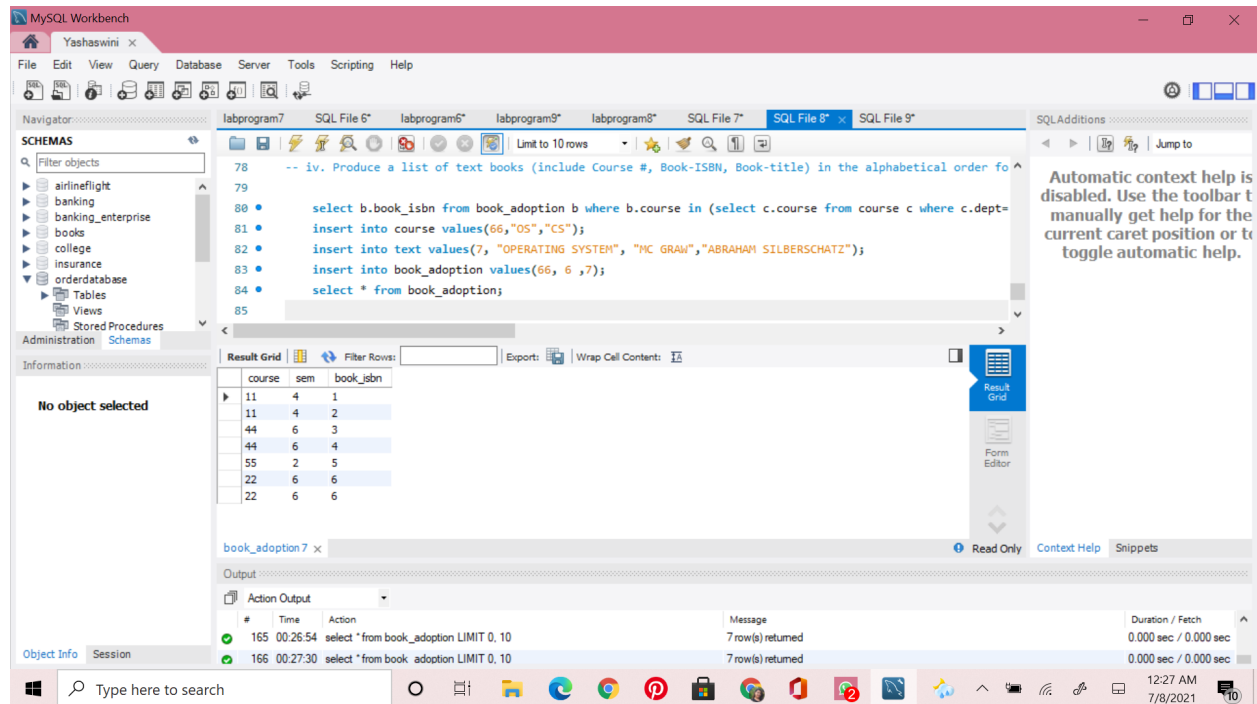 MySQL Workbench
Yashaswini
File Edit View Query Database Server Tools Scripting Help
Navigator
SCHEMAS
Filter objects
airlineflight
banking
banking_enterprise
books
college
insurance
orderdatabase
Tables
Views
Stored Procedures
Administration Schemas
Information
No object selected
Object Info Session
labprogram7 SQL File 6* labprogram6* labprogram9* labprogram8* SQL File 7* SQL File 8* SQL File 9*
Limit to 10 rows
78 -- iv. Produce a list of text books (include Course #, Book-ISBN, Book-title) in the alphabetical order fo
79
80 select b.book_isbn from book_adoption b where b.course in (select c.course from course c where c.dept=
81 insert into course values(66,"OS","CS");
82 insert into text values(7, "OPERATING SYSTEM", "MC GRAW","ABRAHAM SILBERSCHATZ");
83 insert into book_adoption values(66, 6 ,7);
84 select * from book_adoption;
85
Result Grid Filter Rows: Export: Wrap Cell Content:
course sem book_isbn
11 4 1
11 4 2
44 6 3
44 6 4
55 2 5
22 6 6
22 6 6
Result Grid
Form Editor
book_adoption 7 Read Only
Output
Action Output
# Time Action Message Duration / Fetch
165 00:26:54 select * from book_adoption LIMIT 0, 10 7 row(s) returned 0.000 sec / 0.000 sec
166 00:27:30 select * from book_adoption LIMIT 0, 10 7 row(s) returned 0.000 sec / 0.000 sec
SQLAdditions
Jump to
Automatic context help is
disabled. Use the toolbar t
manually get help for the
current caret position or to
toggle automatic help.
Context Help Snippets
Type here to search
2
12:27 AM
7/8/2021
10